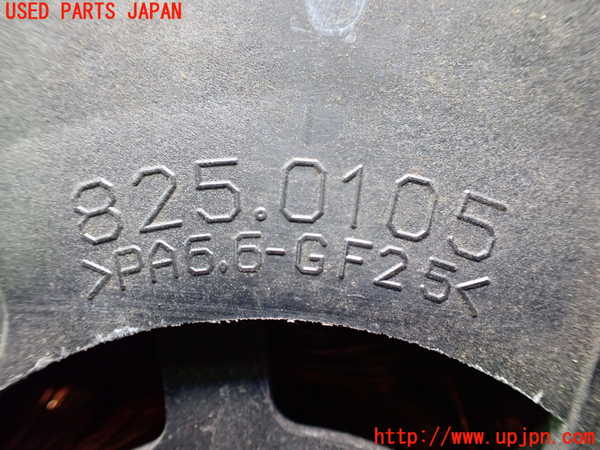 USED PARTS JAPAN
825.0105
>PA6.6-GF25<
http://www.upjpn.com/